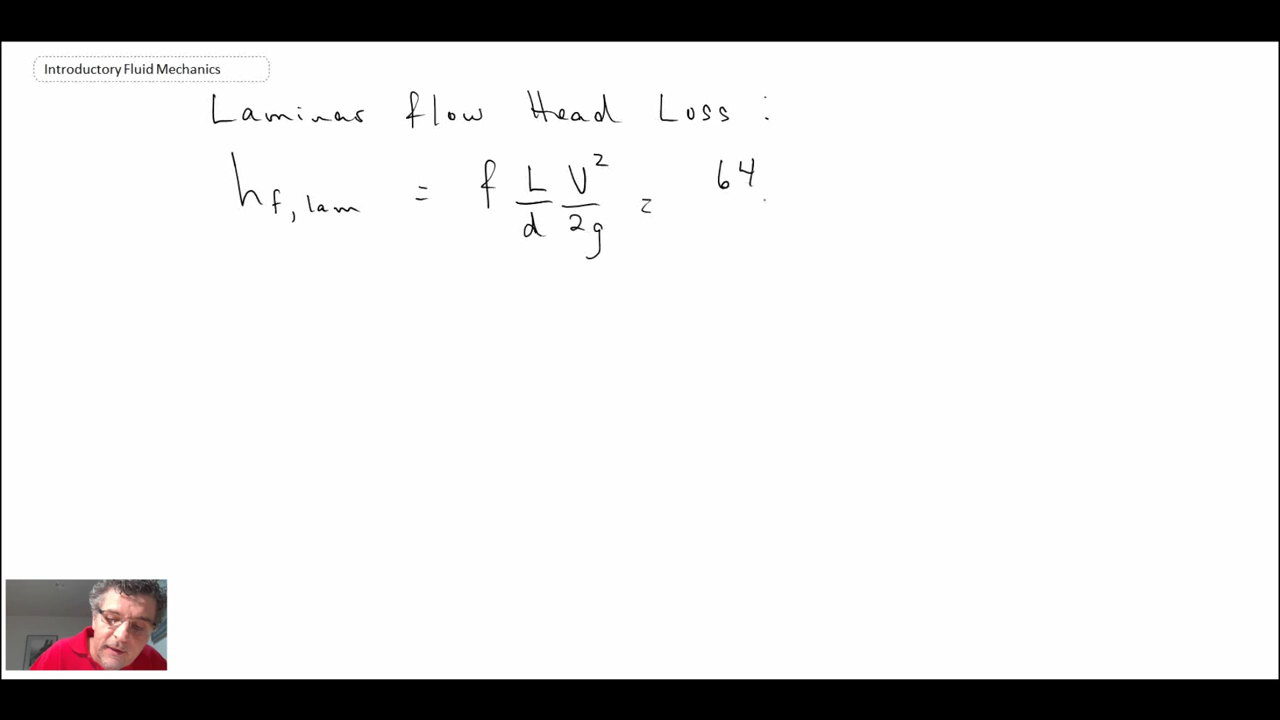 Introductory Fluid Mechanics
Laminar flow Head Loss :
h_f, lam = f L/d V²/2g = 64